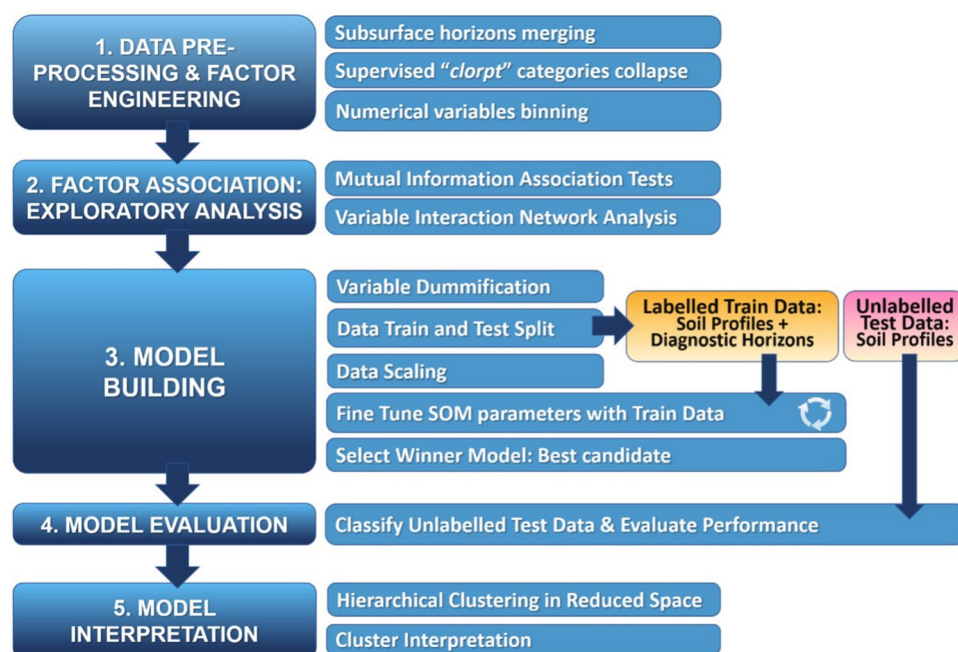 1. DATA PRE-
PROCESSING & FACTOR
ENGINEERING
Subsurface horizons merging
Supervised “clorpt” categories collapse
Numerical variables binning
2. FACTOR ASSOCIATION:
EXPLORATORY ANALYSIS
Mutual Information Association Tests
Variable Interaction Network Analysis
3. MODEL
BUILDING
Variable Dummification
Data Train and Test Split
Data Scaling
Labelled Train Data:
Soil Profiles +
Diagnostic Horizons
Unlabelled
Test Data:
Soil Profiles
Fine Tune SOM parameters with Train Data
Select Winner Model: Best candidate
4. MODEL EVALUATION
Classify Unlabelled Test Data & Evaluate Performance
5. MODEL
INTERPRETATION
Hierarchical Clustering in Reduced Space
Cluster Interpretation